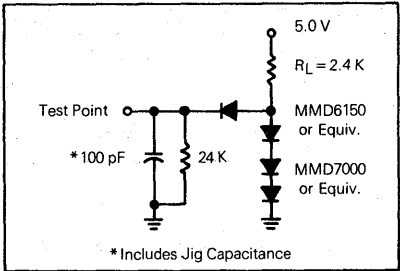 5.0 V
R_L = 2.4 K
Test Point
MMD6150
or Equiv.
* 100 pF
24 K
MMD7000
or Equiv.
* Includes Jig Capacitance